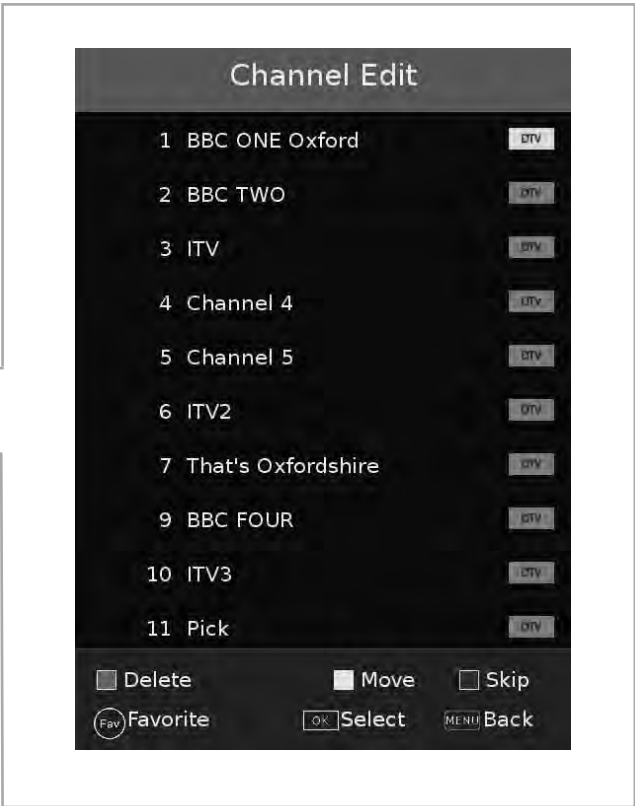 Channel Edit
1 BBC ONE Oxford DTV
2 BBC TWO DTV
3 ITV DTV
4 Channel 4 DTV
5 Channel 5 DTV
6 ITV2 DTV
7 That's Oxfordshire DTV
9 BBC FOUR DTV
10 ITV3 DTV
11 Pick DTV
Delete Move Skip
Fav Favorite OK Select MENU Back